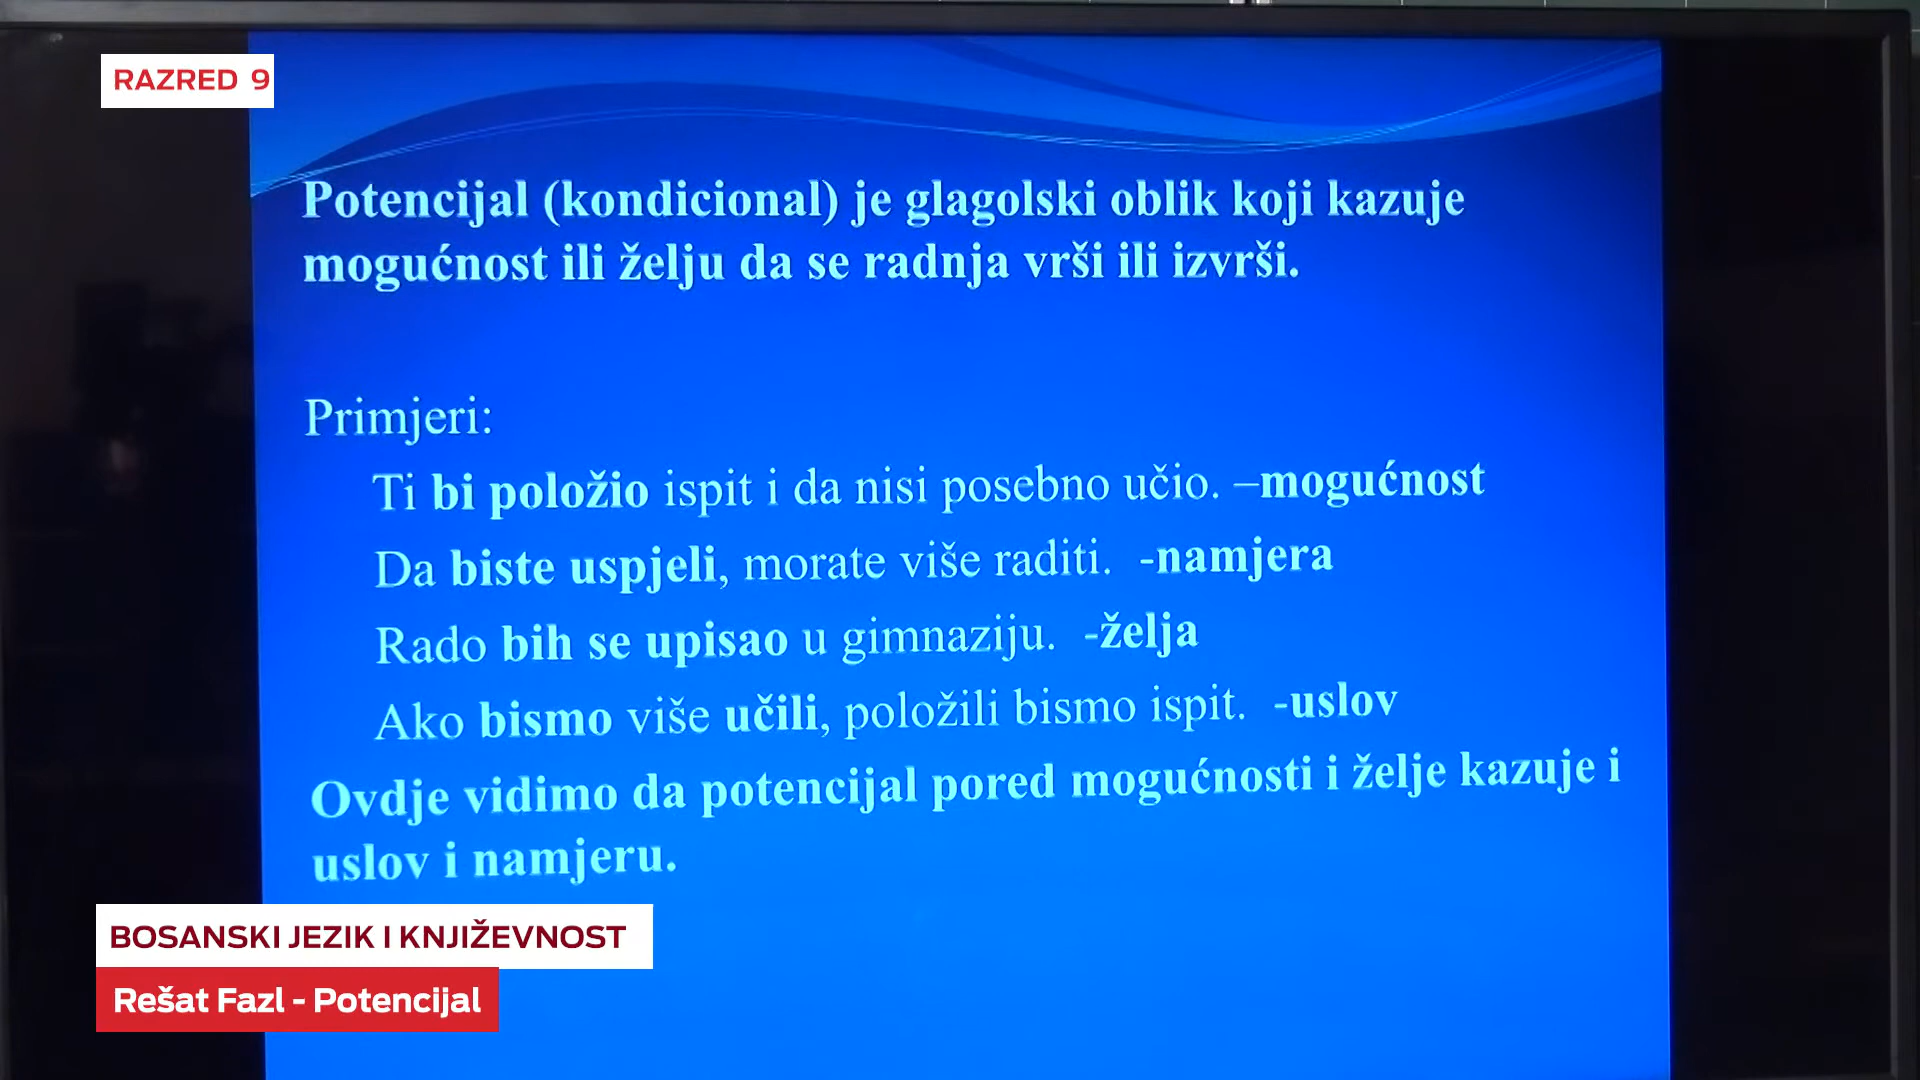 RAZRED 9
Potencijal (kondicional) je glagolski oblik koji kazuje
mogućnost ili želju da se radnja vrši ili izvrši.
Primjeri:
Ti bi položio ispit i da nisi posebno učio. –mogućnost
Da biste uspjeli, morate više raditi. -namjera
Rado bih se upisao u gimnaziju. -želja
Ako bismo više učili, položili bismo ispit. -uslov
Ovdje vidimo da potencijal pored mogućnosti i želje kazuje i
uslov i namjeru.
BOSANSKI JEZIK I KNJIŽEVNOST
Rešat Fazl - Potencijal